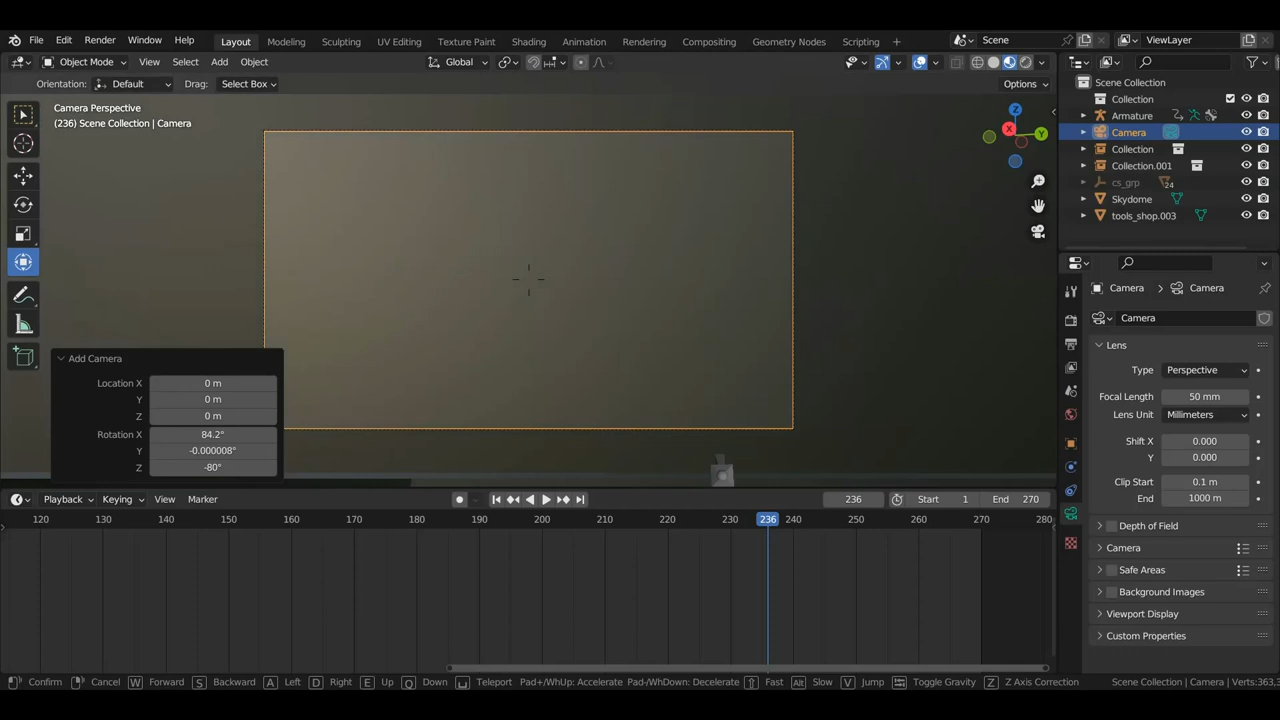 File Edit Render Window Help Layout Modeling Sculpting UV Editing Texture Paint Shading Animation Rendering Compositing Geometry Nodes Scripting + Scene ViewLayer
Object Mode View Select Add Object Global
Orientation: Default Drag: Select Box Options
Camera Perspective
(236) Scene Collection | Camera
X
Y
Z
Add Camera
Location X 0 m
Y 0 m
Z 0 m
Rotation X 84.2°
Y -0.000008°
Z -80°
Playback Keying View Marker 236 Start 1 End 270
120 130 140 150 160 170 180 190 200 210 220 230 236 240 250 260 270 280
Scene Collection
Collection
Armature
Camera
Collection
Collection.001
cs_grp 24
Skydome
tools_shop.003
Camera > Camera
Camera
Lens
Type Perspective
Focal Length 50 mm
Lens Unit Millimeters
Shift X 0.000
Y 0.000
Clip Start 0.1 m
End 1000 m
Depth of Field
Camera
Safe Areas
Background Images
Viewport Display
Custom Properties
Confirm Cancel W Forward S Backward A Left D Right E Up Q Down Teleport Pad+/WhUp: Accelerate Pad-/WhDown: Decelerate Fast Alt Slow V Jump Toggle Gravity Z Z Axis Correction Scene Collection | Camera | Verts:363,3